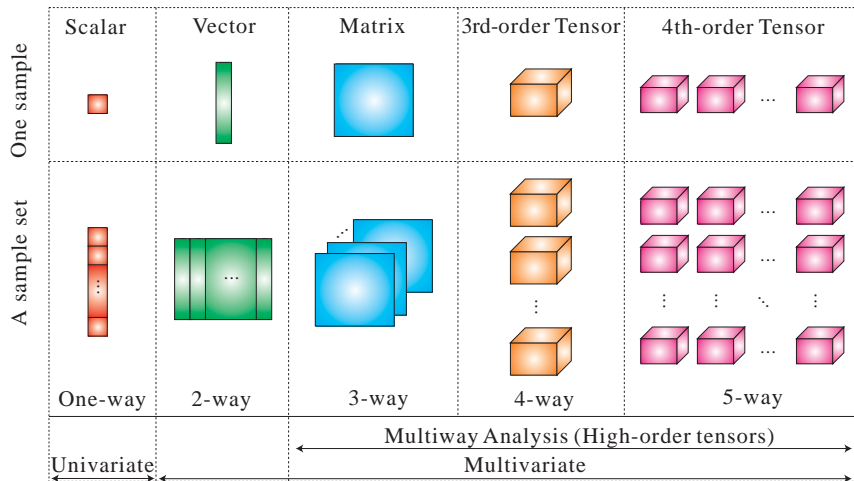 Scalar Vector Matrix 3rd-order Tensor 4th-order Tensor
One sample
...
A sample set
...
...
...
...
...
...
...
...
...
...
...
One-way 2-way 3-way 4-way 5-way
Multiway Analysis (High-order tensors)
Univariate Multivariate